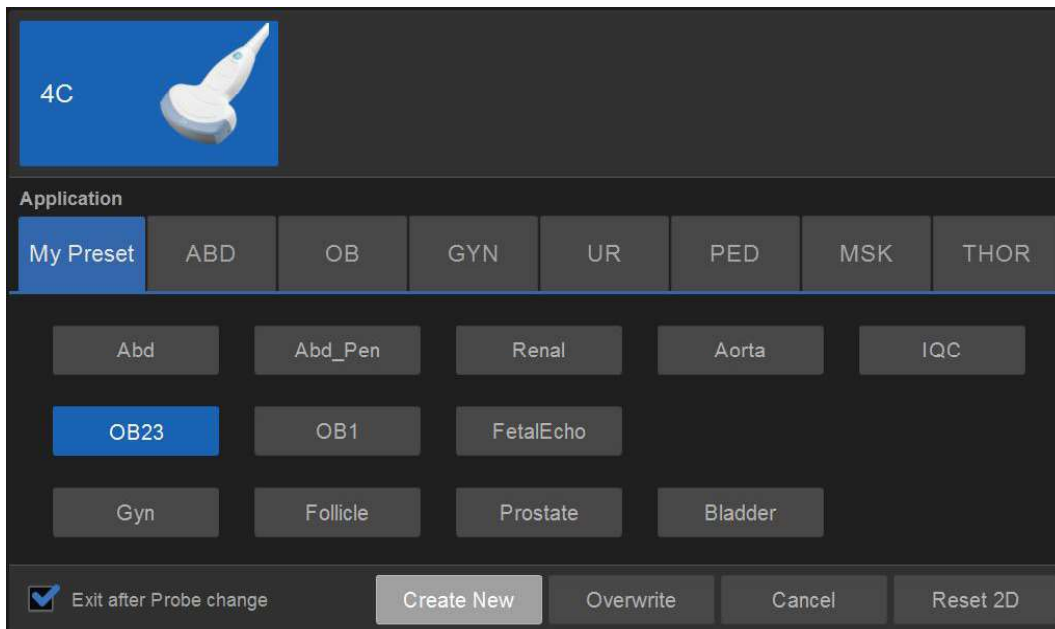 4C
Application
My Preset ABD OB GYN UR PED MSK THOR
Abd Abd_Pen Renal Aorta IQC
OB23 OB1 FetalEcho
Gyn Follicle Prostate Bladder
Exit after Probe change Create New Overwrite Cancel Reset 2D